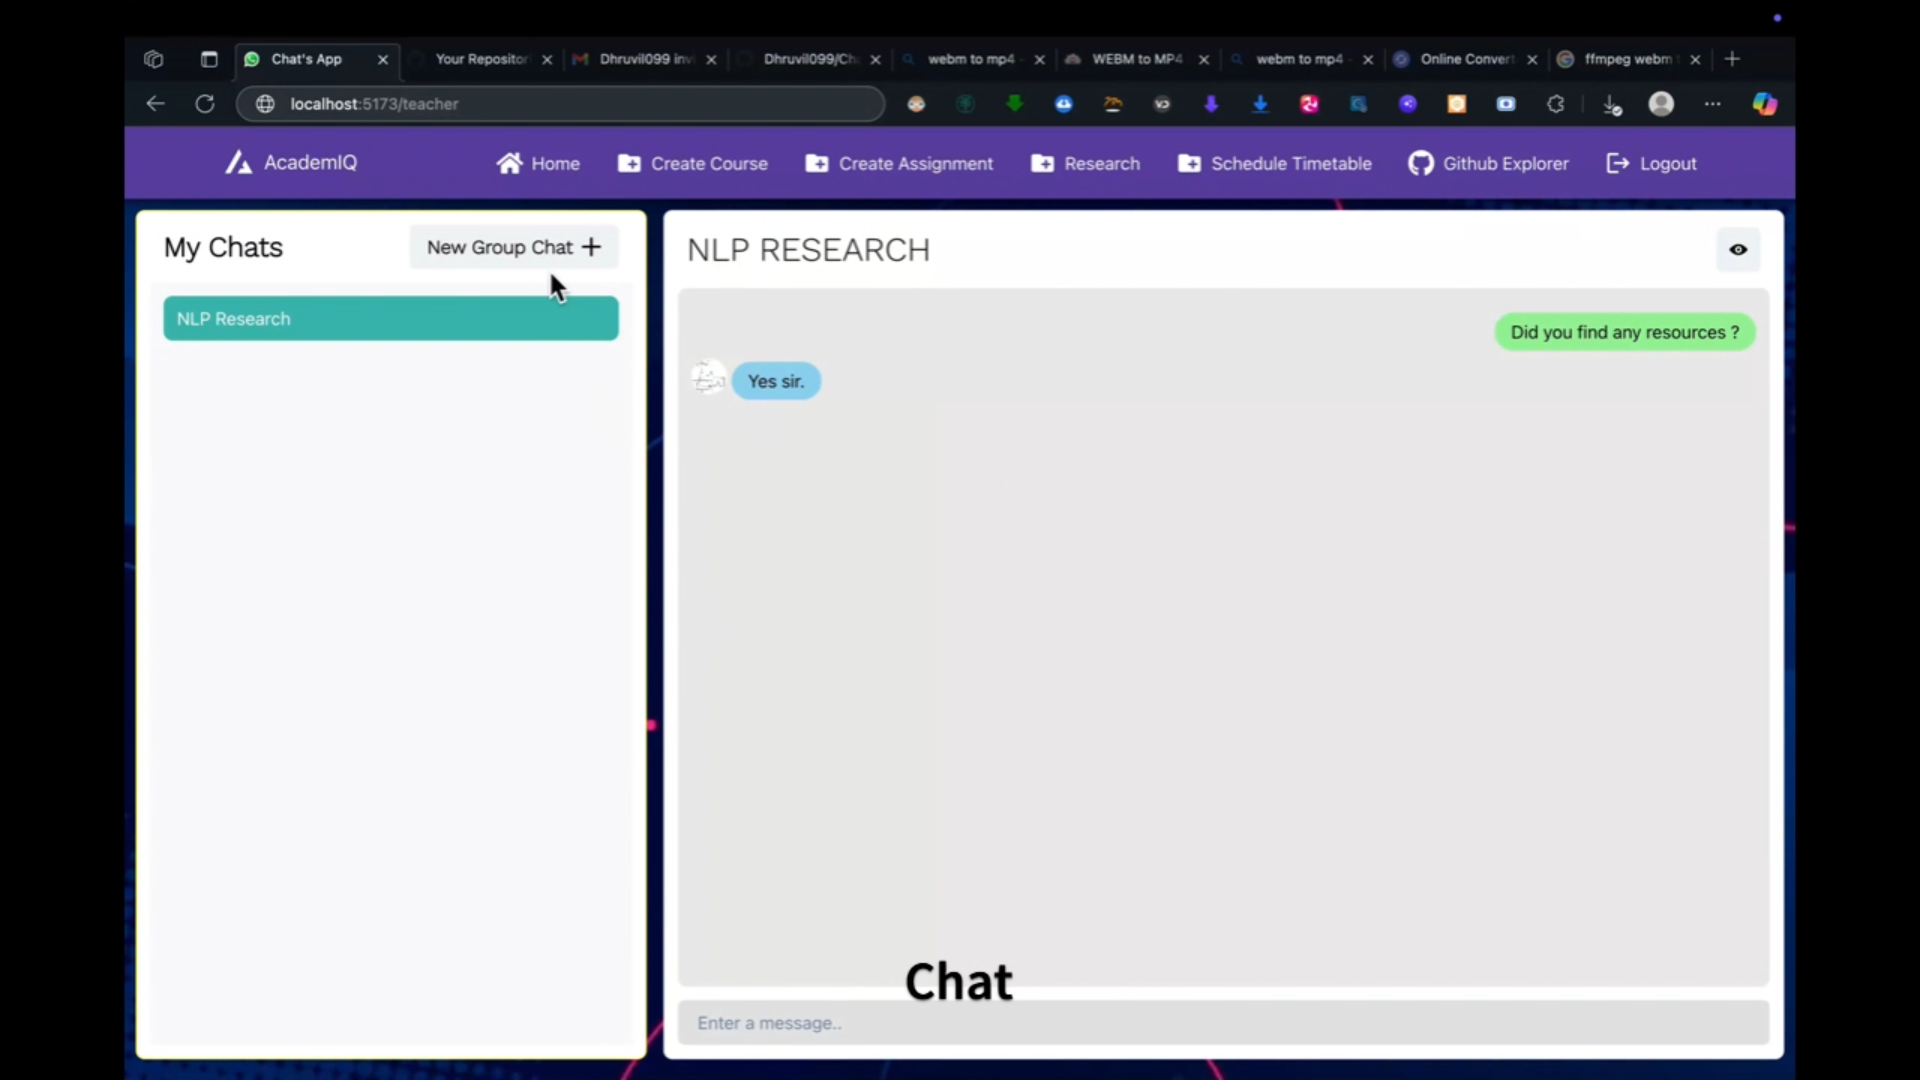 Chat's App
Your Repositor
Dhruvil099 invi
Dhruvil099/Ch
webm to mp4 -
WEBM to MP4
webm to mp4 -
Online Convert
ffmpeg webm t
localhost:5173/teacher
AcademIQ
Home
Create Course
Create Assignment
Research
Schedule Timetable
Github Explorer
Logout
My Chats
New Group Chat +
NLP RESEARCH
NLP Research
Did you find any resources ?
Yes sir.
Chat
Enter a message..